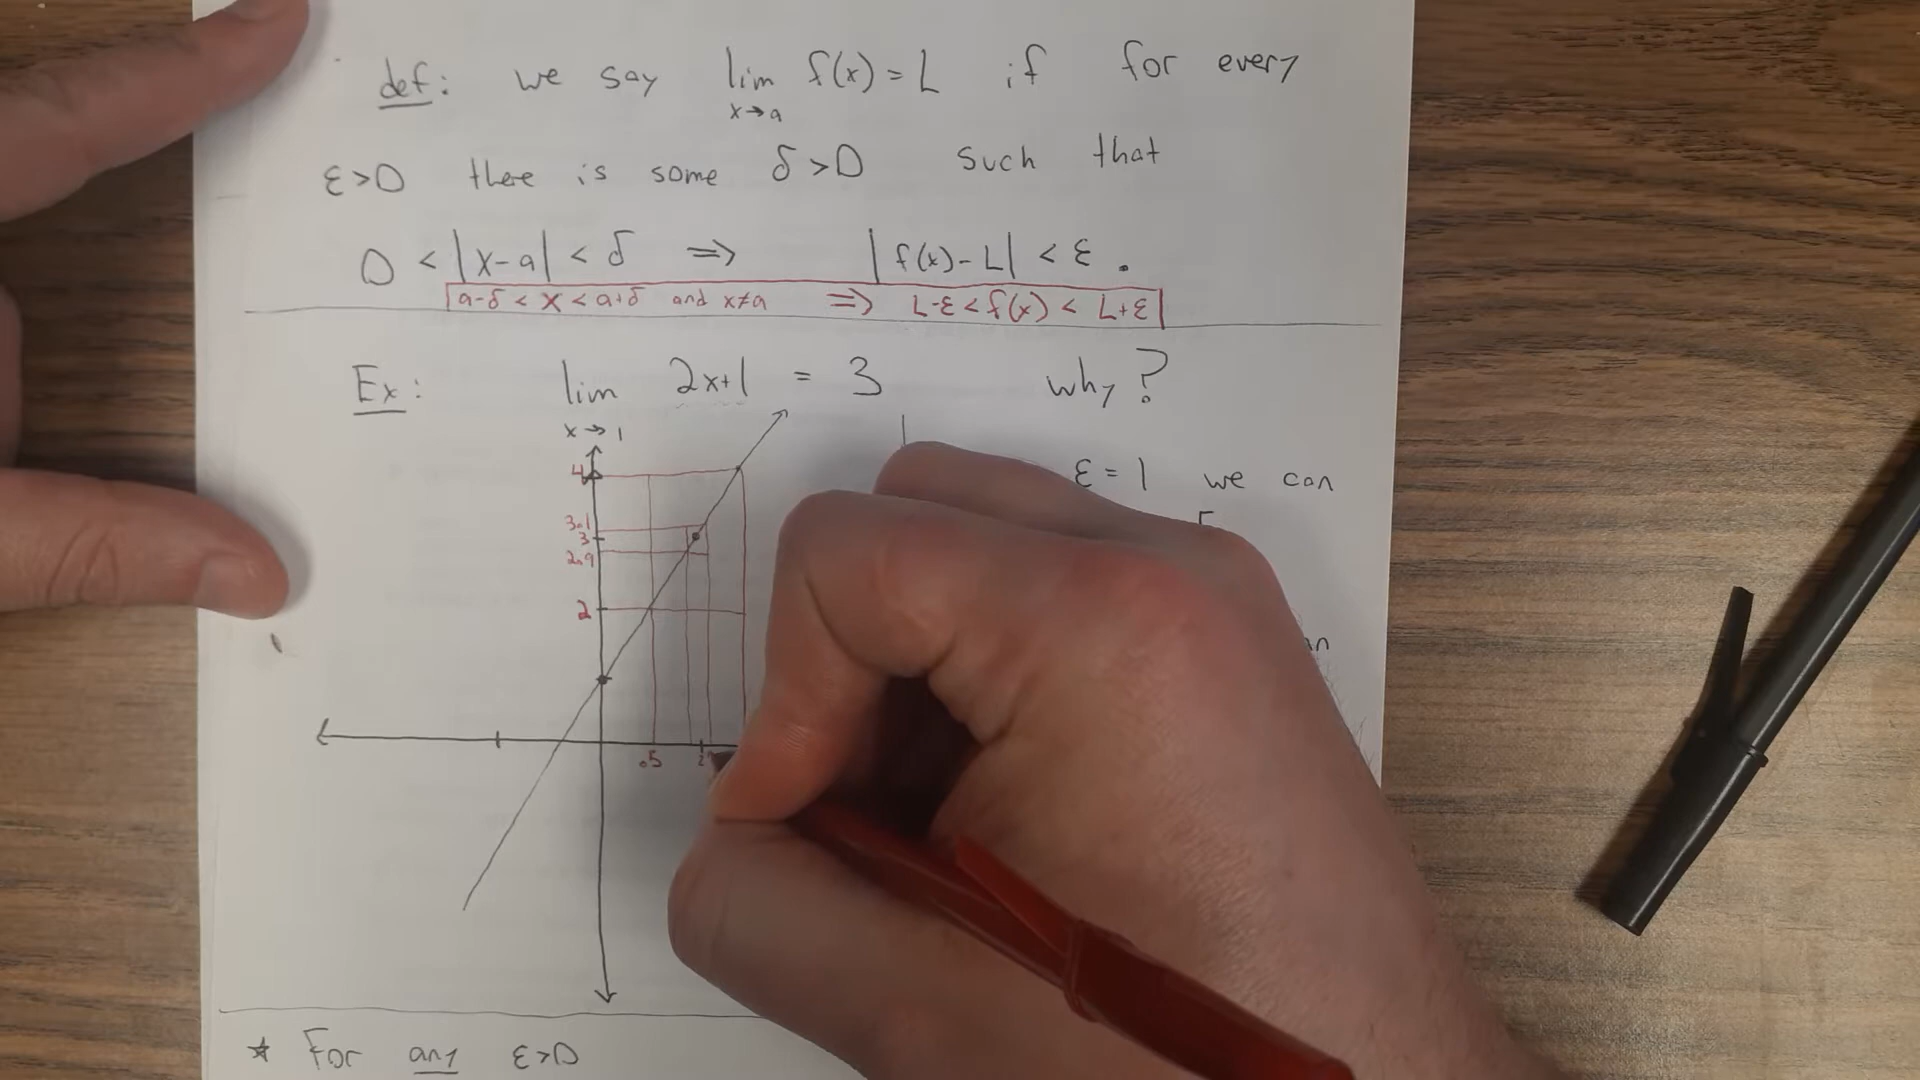 def: we say lim f(x) = L if for every
x→a
ε>0 there is some δ>0 such that
0 < |x-a| < δ ⇒ |f(x)-L| < ε.
a-δ < x < a+δ and x≠a ⇒ L-ε < f(x) < L+ε
Ex: lim 2x+1 = 3 why?
x→1
4
ε = 1 we can
3.1
3
2.9
2
.5
* For any ε>0